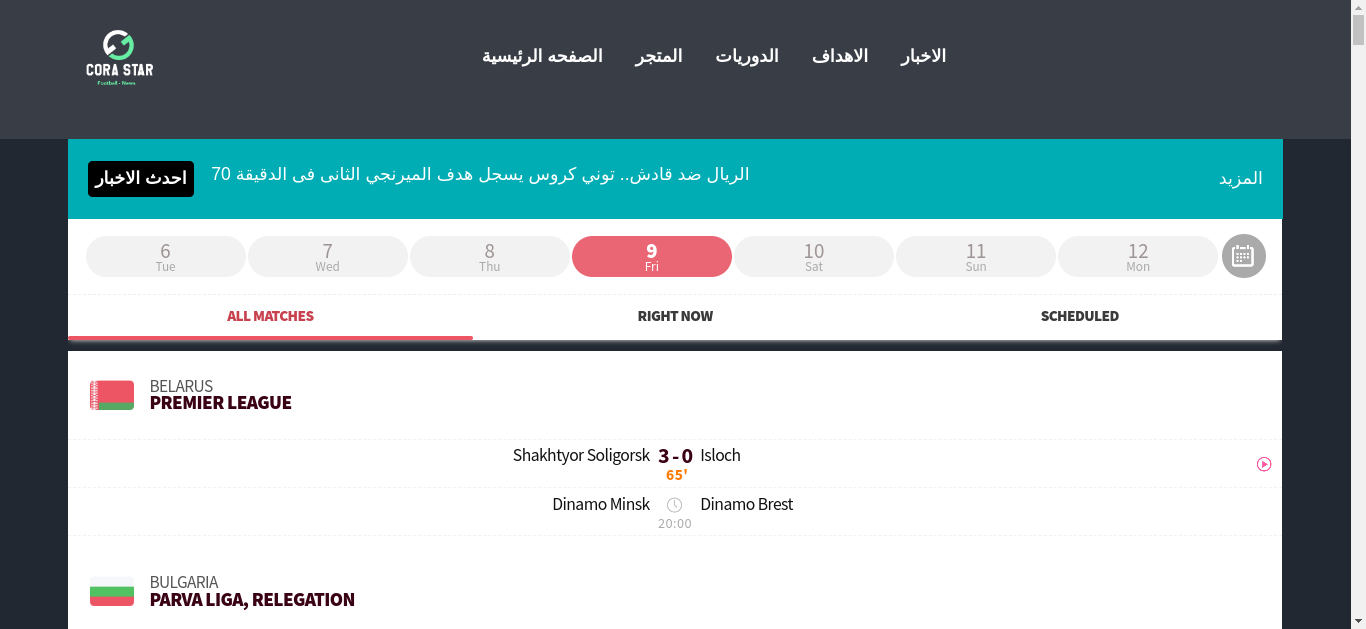 CORA STAR
Football - News
الصفحه الرئيسية
المتجر
الدوريات
الاهداف
الاخبار
احدث الاخبار
الريال ضد قادش.. توني كروس يسجل هدف الميرنجي الثانى فى الدقيقة 70
المزيد
6
Tue
7
Wed
8
Thu
9
Fri
10
Sat
11
Sun
12
Mon
ALL MATCHES
RIGHT NOW
SCHEDULED
BELARUS
PREMIER LEAGUE
Shakhtyor Soligorsk 3 - 0 Isloch
65'
Dinamo Minsk Dinamo Brest
20:00
BULGARIA
PARVA LIGA, RELEGATION